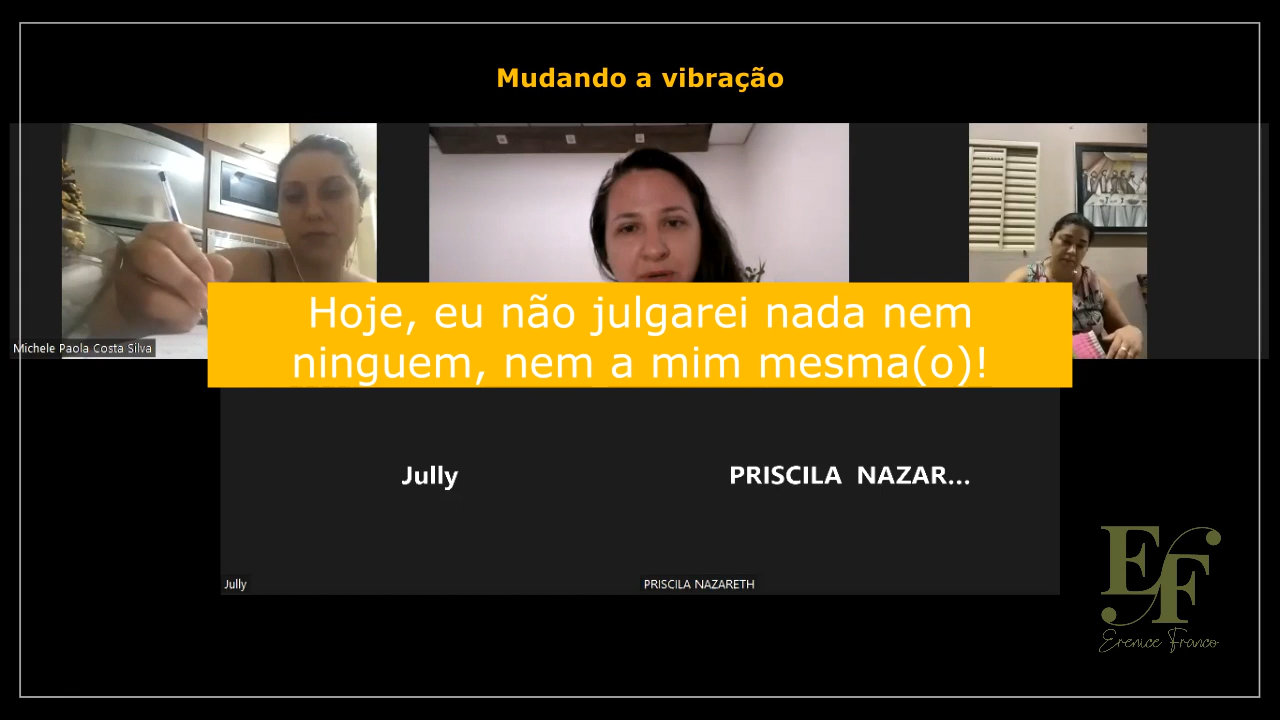 Mudando a vibração
Michele Paola Costa Silva
Hoje, eu não julgarei nada nem
ninguem, nem a mim mesma(o)!
Jully
PRISCILA NAZAR...
Jully
PRISCILA NAZARETH
EF
Erenice Franco